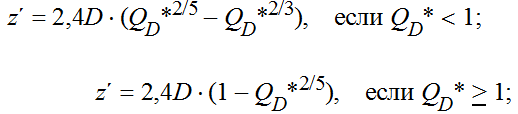 z′ = 2,4D · (Q_D*^{2/5} – Q_D*^{2/3}), если Q_D* < 1;
z′ = 2,4D · (1 – Q_D*^{2/5}), если Q_D* ≥ 1;